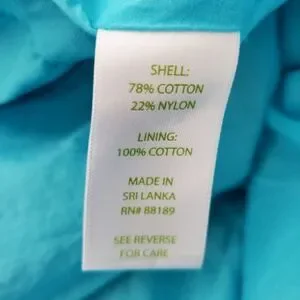 SHELL:
78% COTTON
22% NYLON
LINING:
100% COTTON
MADE IN
SRI LANKA
RN# 88189
SEE REVERSE
FOR CARE